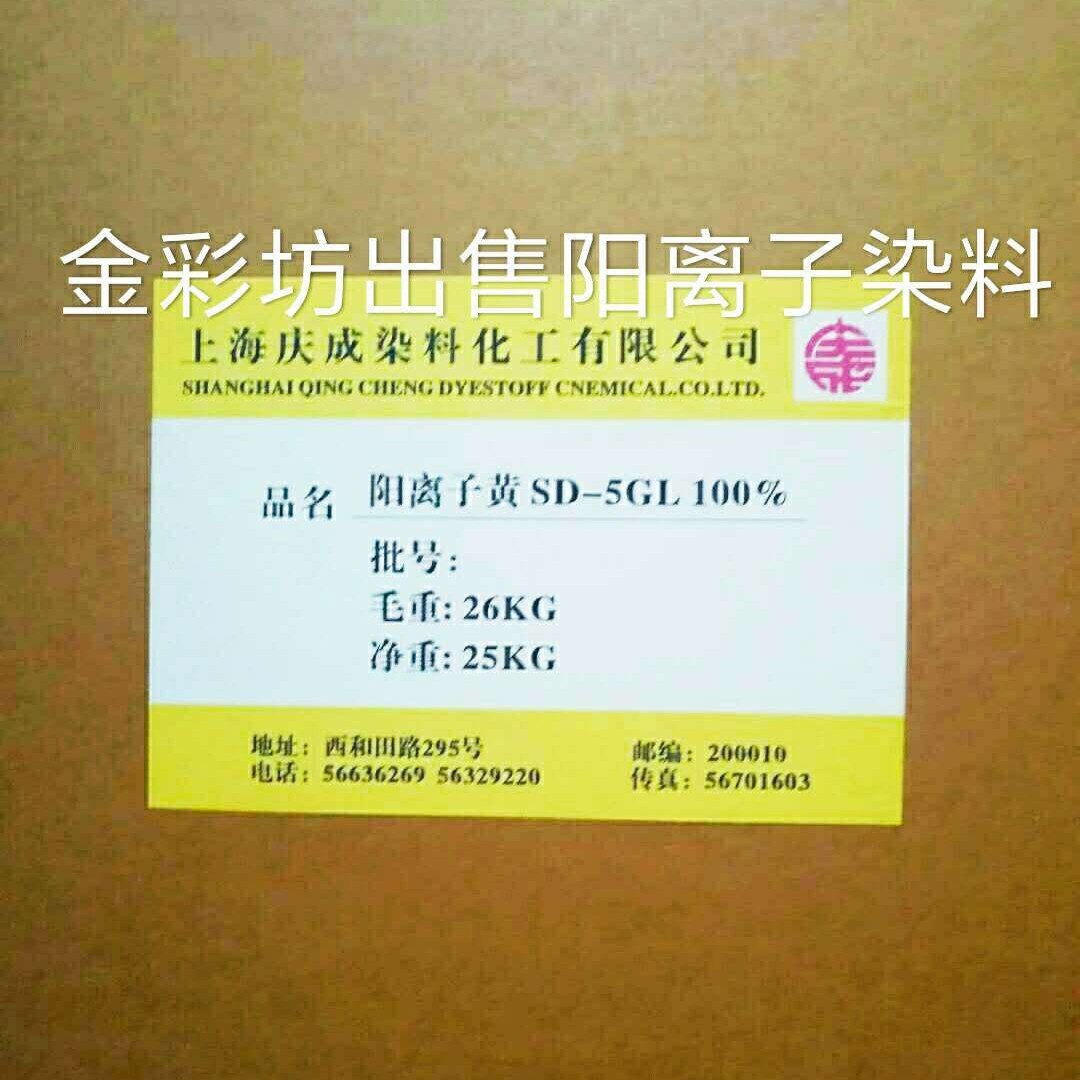 金彩坊出售阳离子染料
上海庆成染料化工有限公司
SHANGHAI QING CHENG DYESTOFF CNEMICAL.CO.LTD.
品名 阳离子黄 SD-5GL 100%
批号:
毛重: 26KG
净重: 25KG
地址: 西和田路295号 邮编: 200010
电话: 56636269 56329220 传真: 56701603